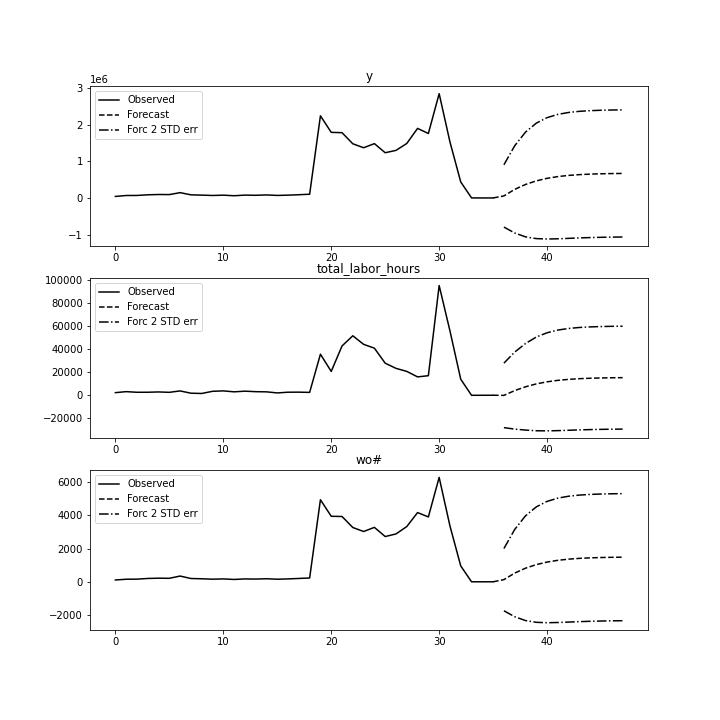 y
1e6
3
2
1
0
−1
Observed
Forecast
Forc 2 STD err
0 10 20 30 40
total_labor_hours
100000
80000
60000
40000
20000
0
−20000
Observed
Forecast
Forc 2 STD err
0 10 20 30 40
wo#
6000
4000
2000
0
−2000
Observed
Forecast
Forc 2 STD err
0 10 20 30 40